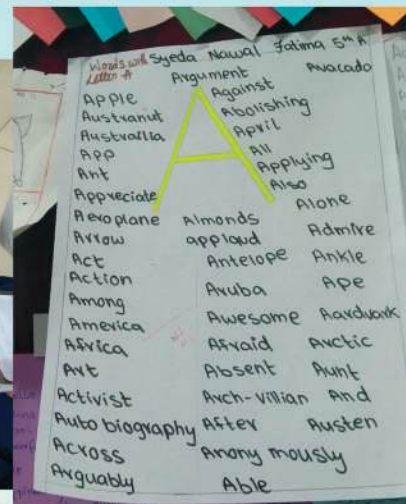 Words with Syeda Nawal Fatima 5th A
Letter A
Argument Avocado
Apple Against
Austranut Abolishing
Austrailla April
App All
Ant Applying
Appreciate Also
Aeroplane Almonds Alone
Arrow applaud Admire
Act Antelope Ankle
Action Aruba Ape
Among Awesome Aardvark
America Afraid Arctic
Africa Absent Aunt
Art Arch-villian And
Activist After Austen
Auto biography Anony mously
Across Able
Arguably